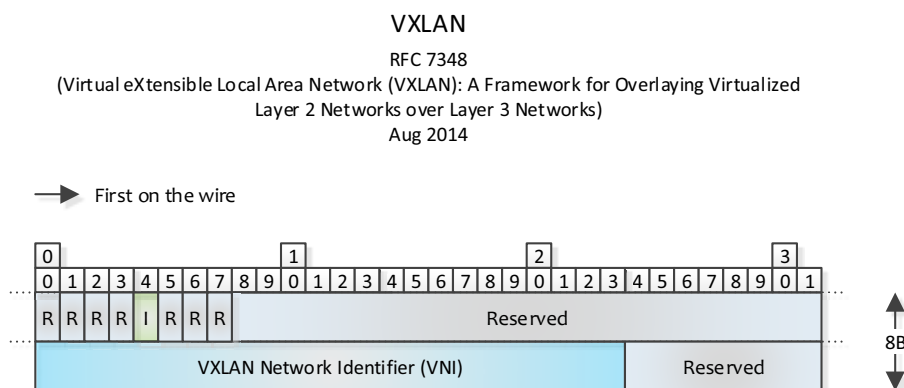 VXLAN
RFC 7348
(Virtual eXtensible Local Area Network (VXLAN): A Framework for Overlaying Virtualized
Layer 2 Networks over Layer 3 Networks)
Aug 2014
First on the wire
0 1 2 3
0 1 2 3 4 5 6 7 8 9 0 1 2 3 4 5 6 7 8 9 0 1 2 3 4 5 6 7 8 9 0 1
R R R R I R R R Reserved
8B
VXLAN Network Identifier (VNI) Reserved